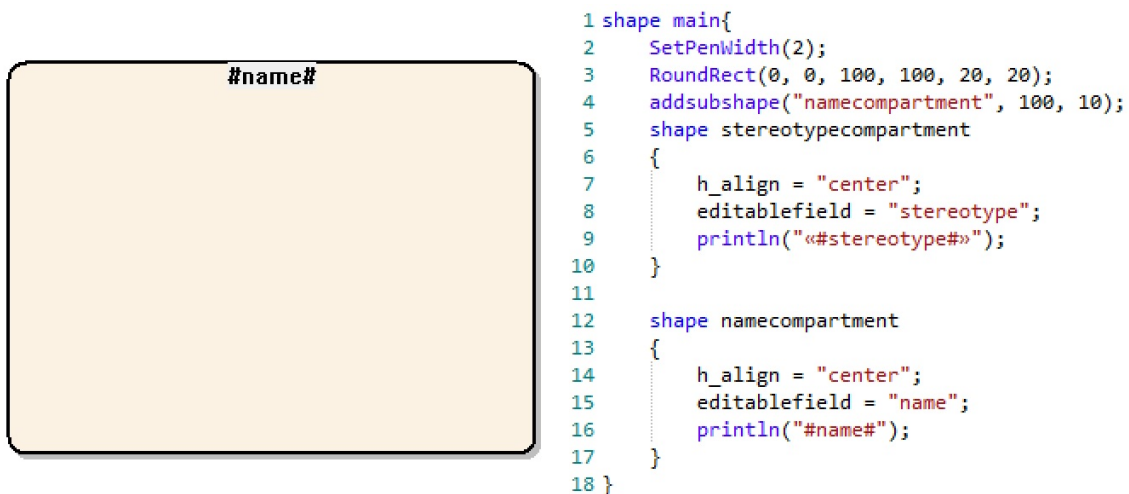 #name#
1 shape main{
2 SetPenWidth(2);
3 RoundRect(0, 0, 100, 100, 20, 20);
4 addsubshape("namecompartment", 100, 10);
5 shape stereotypecompartment
6 {
7 h_align = "center";
8 editablefield = "stereotype";
9 println("«#stereotype#»");
10 }
11
12 shape namecompartment
13 {
14 h_align = "center";
15 editablefield = "name";
16 println("#name#");
17 }
18 }